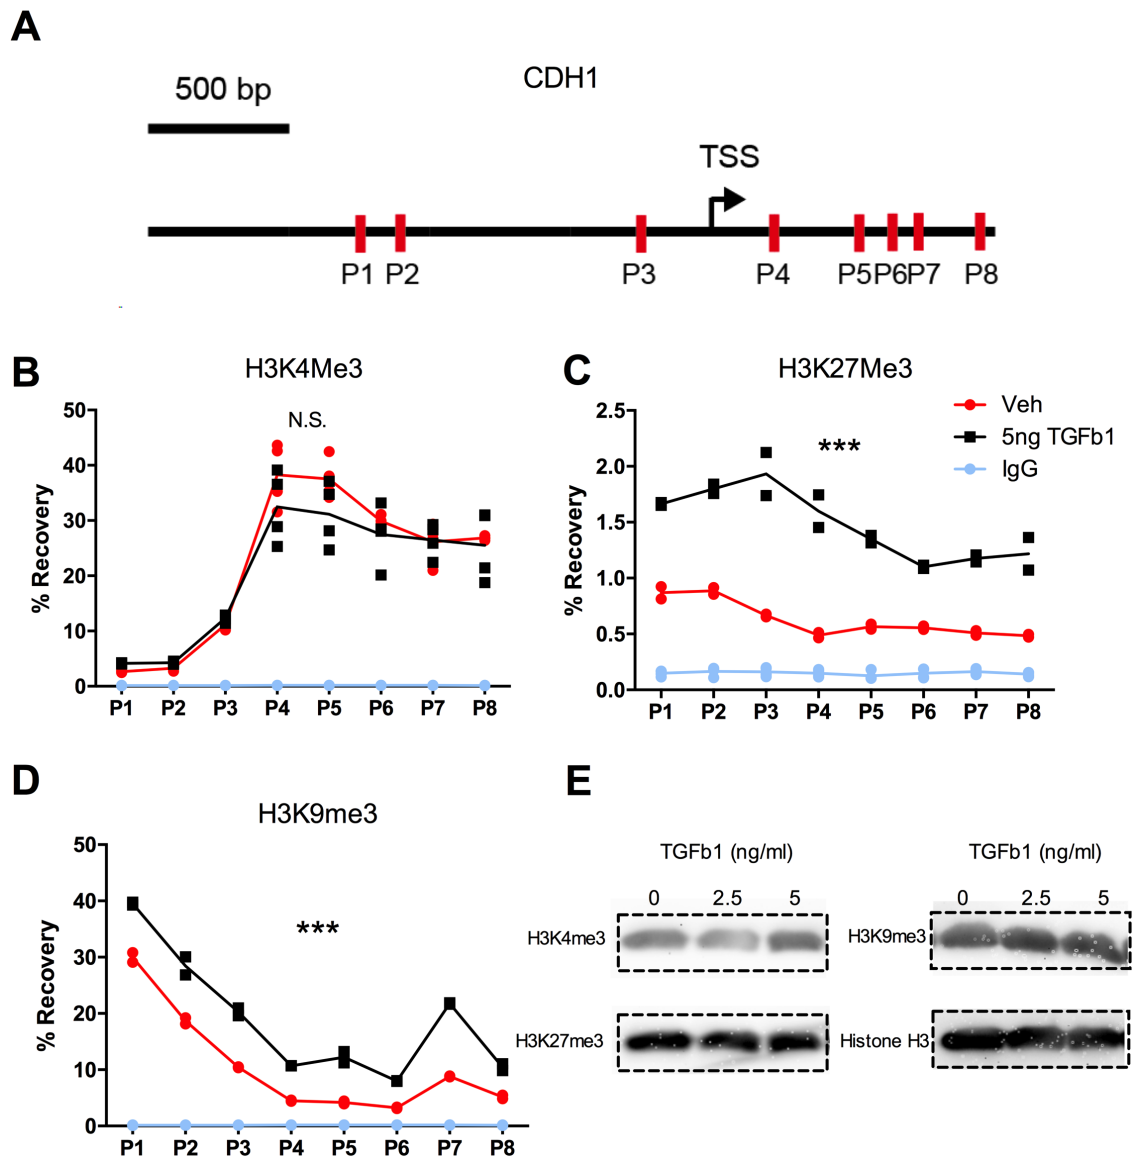 A
500 bp
CDH1
TSS
P1 P2 P3 P4 P5 P6 P7 P8
B
H3K4Me3
N.S.
% Recovery
50
40
30
20
10
0
P1 P2 P3 P4 P5 P6 P7 P8
C
H3K27Me3
***
Veh
5ng TGFb1
IgG
% Recovery
2.5
2.0
1.5
1.0
0.5
0.0
P1 P2 P3 P4 P5 P6 P7 P8
D
H3K9me3
***
% Recovery
50
40
30
20
10
0
P1 P2 P3 P4 P5 P6 P7 P8
E
TGFb1 (ng/ml)
0 2.5 5
H3K4me3
H3K27me3
TGFb1 (ng/ml)
0 2.5 5
H3K9me3
Histone H3